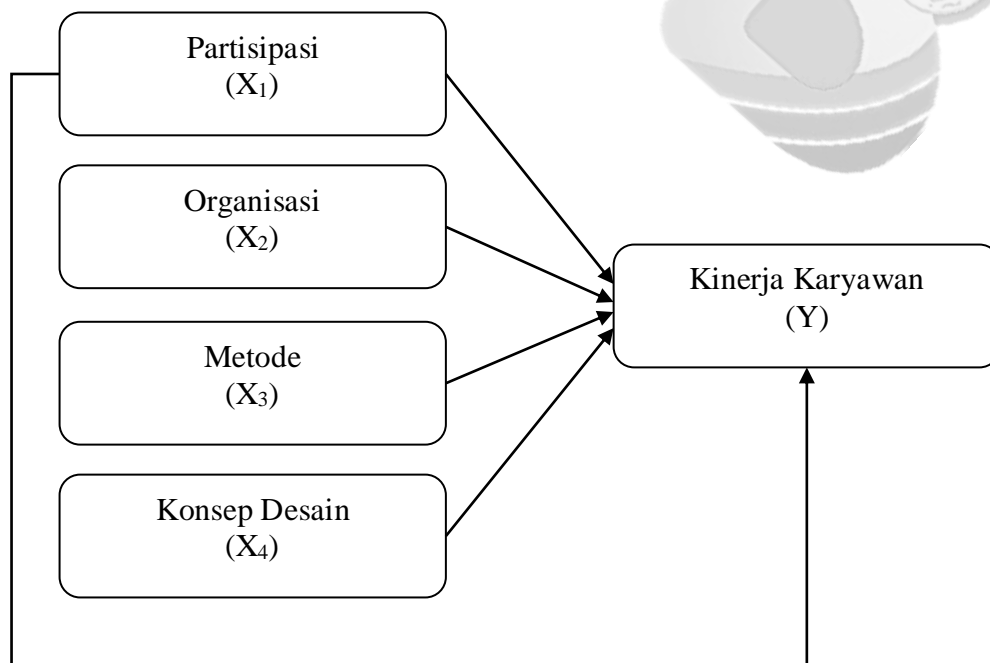 Partisipasi
(X₁)
Organisasi
(X₂)
Metode
(X₃)
Konsep Desain
(X₄)
Kinerja Karyawan
(Y)